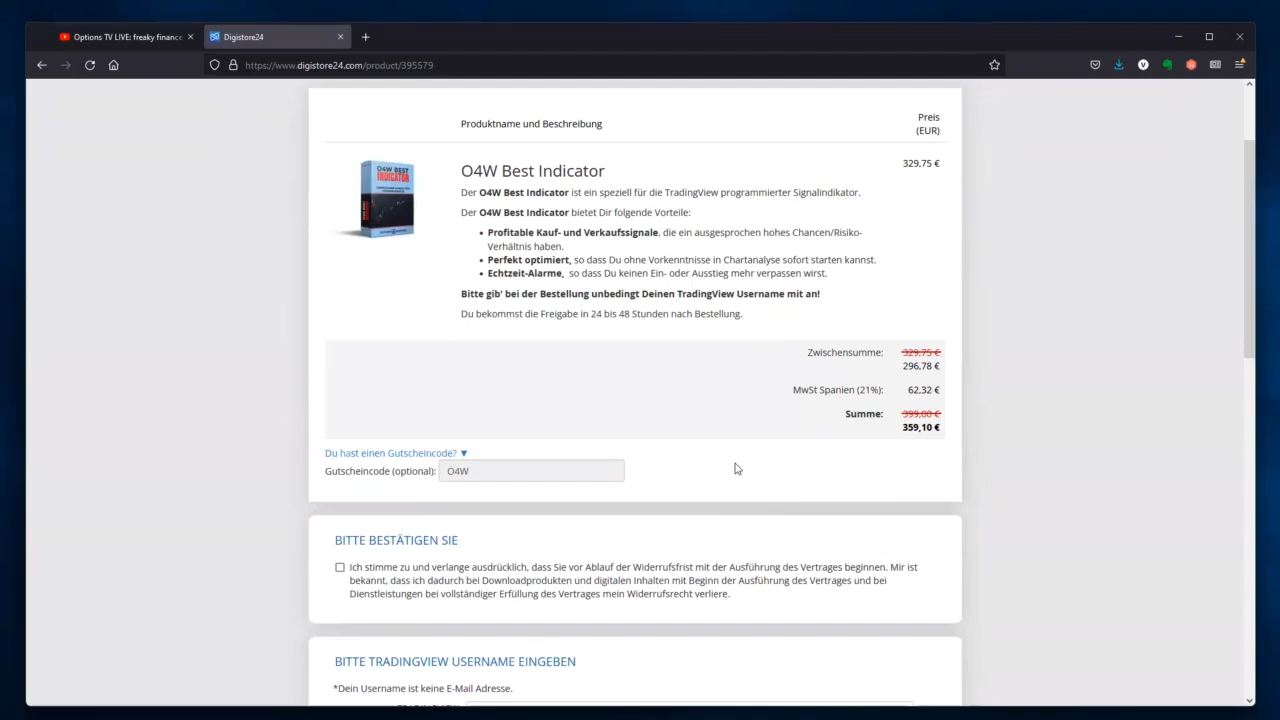 Options TV LIVE: freaky finance
Digistore24
https://www.digistore24.com/product/395579
Produktname und Beschreibung
Preis
(EUR)
O4W BEST
INDICATOR
O4W Best Indicator
329,75 €
Der O4W Best Indicator ist ein speziell für die TradingView programmierter Signalindikator.
Der O4W Best Indicator bietet Dir folgende Vorteile:
• Profitable Kauf- und Verkaufssignale, die ein ausgesprochen hohes Chancen/Risiko-
Verhältnis haben.
• Perfekt optimiert, so dass Du ohne Vorkenntnisse in Chartanalyse sofort starten kannst.
• Echtzeit-Alarme, so dass Du keinen Ein- oder Ausstieg mehr verpassen wirst.
Bitte gib' bei der Bestellung unbedingt Deinen TradingView Username mit an!
Du bekommst die Freigabe in 24 bis 48 Stunden nach Bestellung.
Zwischensumme: 329,75 €
296,78 €
MwSt Spanien (21%): 62,32 €
Summe: 399,00 €
359,10 €
Du hast einen Gutscheincode? ▼
Gutscheincode (optional): O4W
BITTE BESTÄTIGEN SIE
Ich stimme zu und verlange ausdrücklich, dass Sie vor Ablauf der Widerrufsfrist mit der Ausführung des Vertrages beginnen. Mir ist
bekannt, dass ich dadurch bei Downloadprodukten und digitalen Inhalten mit Beginn der Ausführung des Vertrages und bei
Dienstleistungen bei vollständiger Erfüllung des Vertrages mein Widerrufsrecht verliere.
BITTE TRADINGVIEW USERNAME EINGEBEN
*Dein Username ist keine E-Mail Adresse.